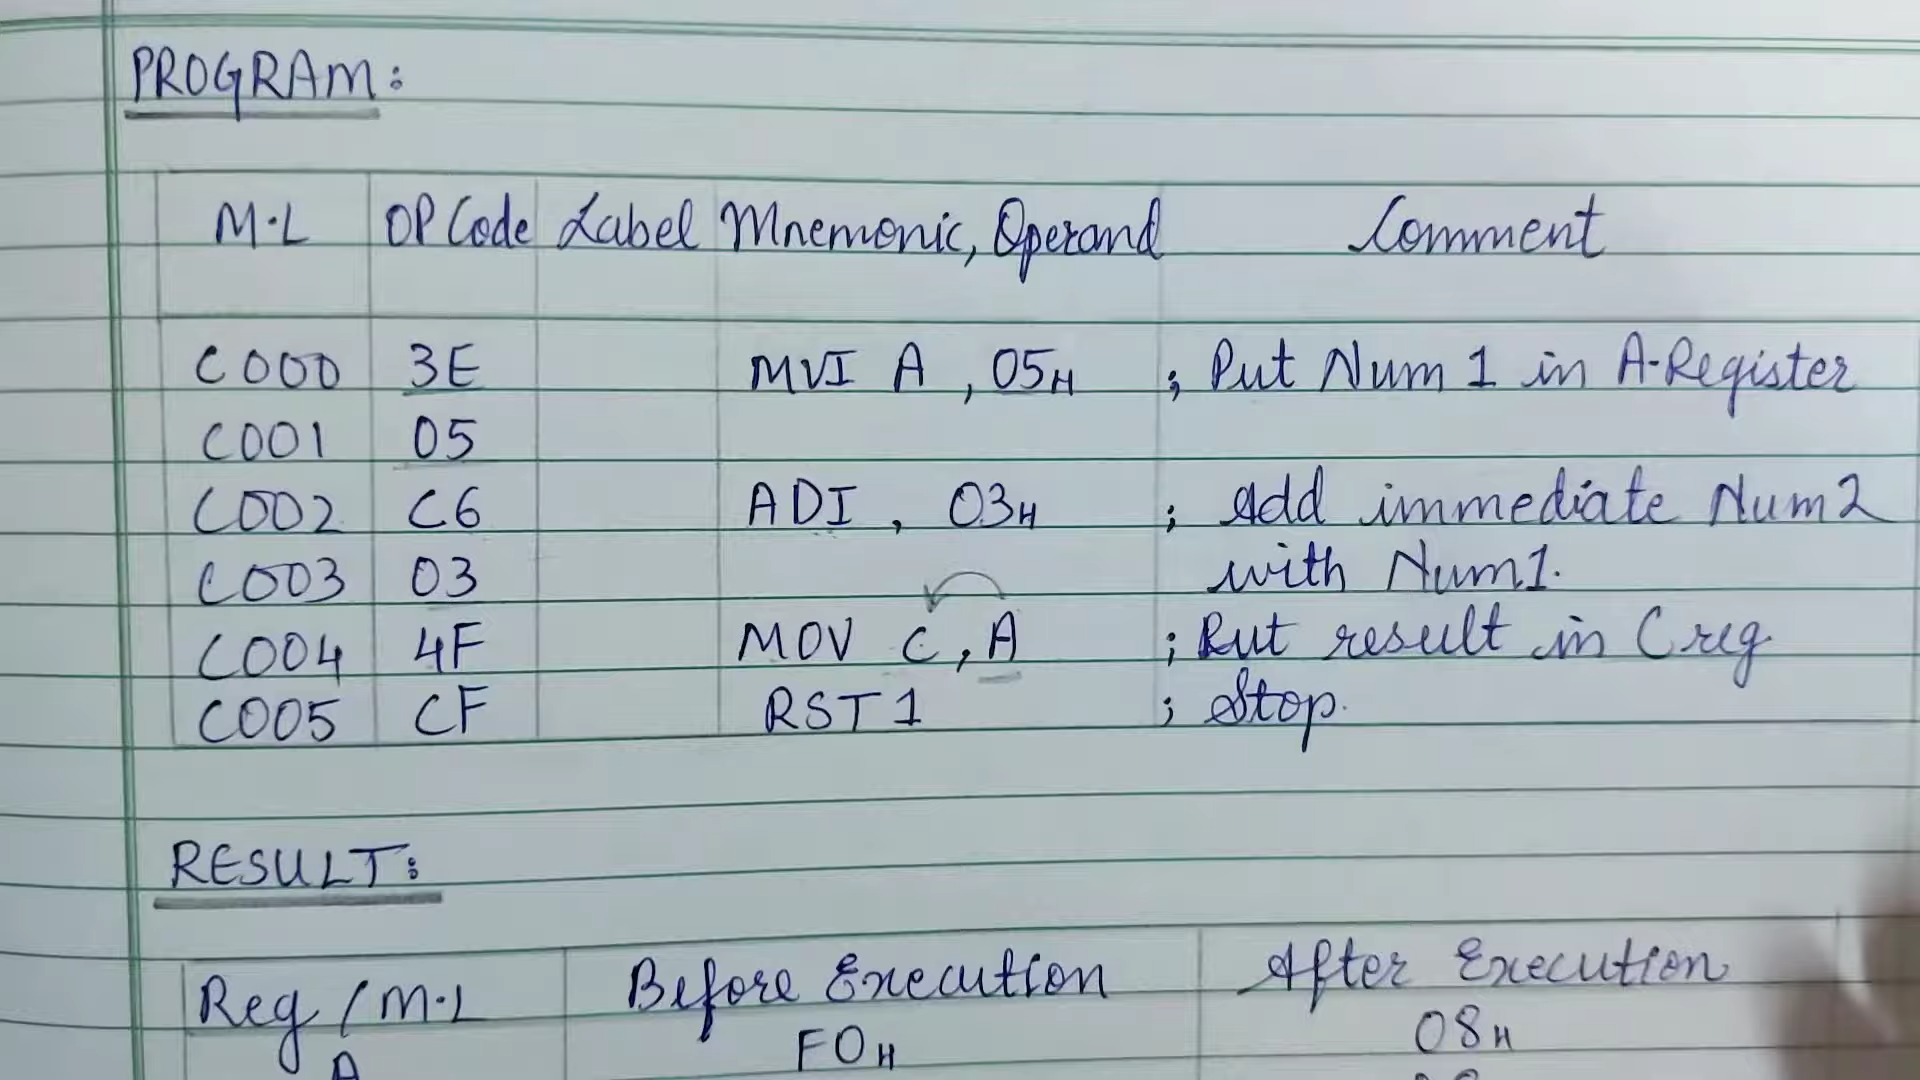 PROGRAM:
M·L OP Code Label Mnemonic, Operand Comment
C000 3E MVI A , 05H ; Put Num 1 in A-Register
C001 05
C002 C6 ADI , 03H ; Add immediate Num2
C003 03 with Num1.
C004 4F MOV C, A ; Put result in C reg
C005 CF RST 1 ; Stop.
RESULT:
Reg / M·L Before Execution After Execution
A F0H 08H